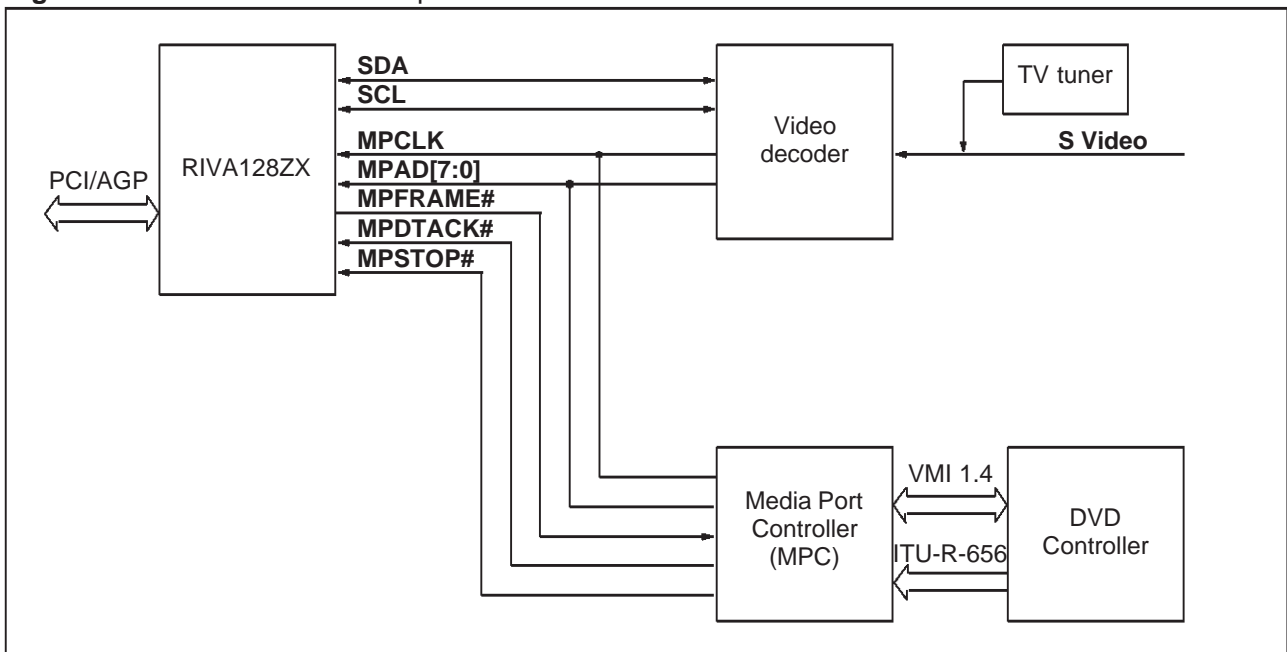 SDA
SCL
MPCLK
MPAD[7:0]
MPFRAME#
MPDTACK#
MPSTOP#
RIVA128ZX
PCI/AGP
Video
decoder
TV tuner
S Video
Media Port
Controller
(MPC)
VMI 1.4
ITU-R-656
DVD
Controller